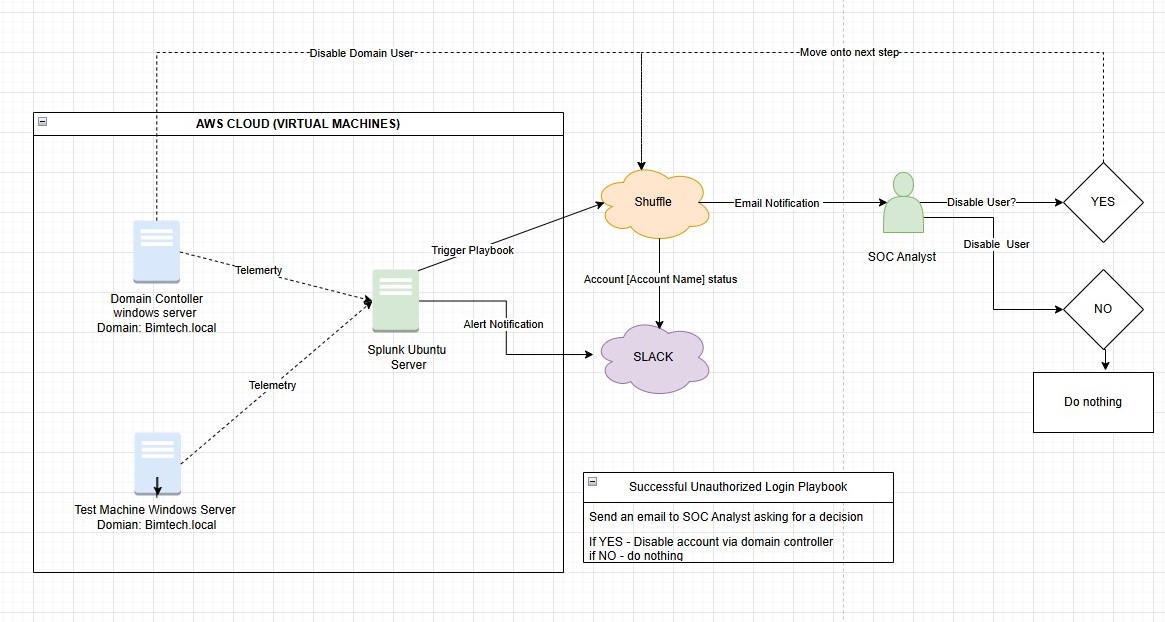 Disable Domain User
Move onto next step
AWS CLOUD (VIRTUAL MACHINES)
Shuffle
Email Notification
Disable User?
YES
SOC Analyst
Disable User
Trigger Playbook
Telemerty
Domain Contoller
windows server
Domain: Bimtech.local
Account [Account Name] status
Alert Notification
Splunk Ubuntu
Server
SLACK
NO
Telemetry
Do nothing
Test Machine Windows Server
Domian: Bimtech.local
Successful Unauthorized Login Playbook
Send an email to SOC Analyst asking for a decision
If YES - Disable account via domain controller
if NO - do nothing